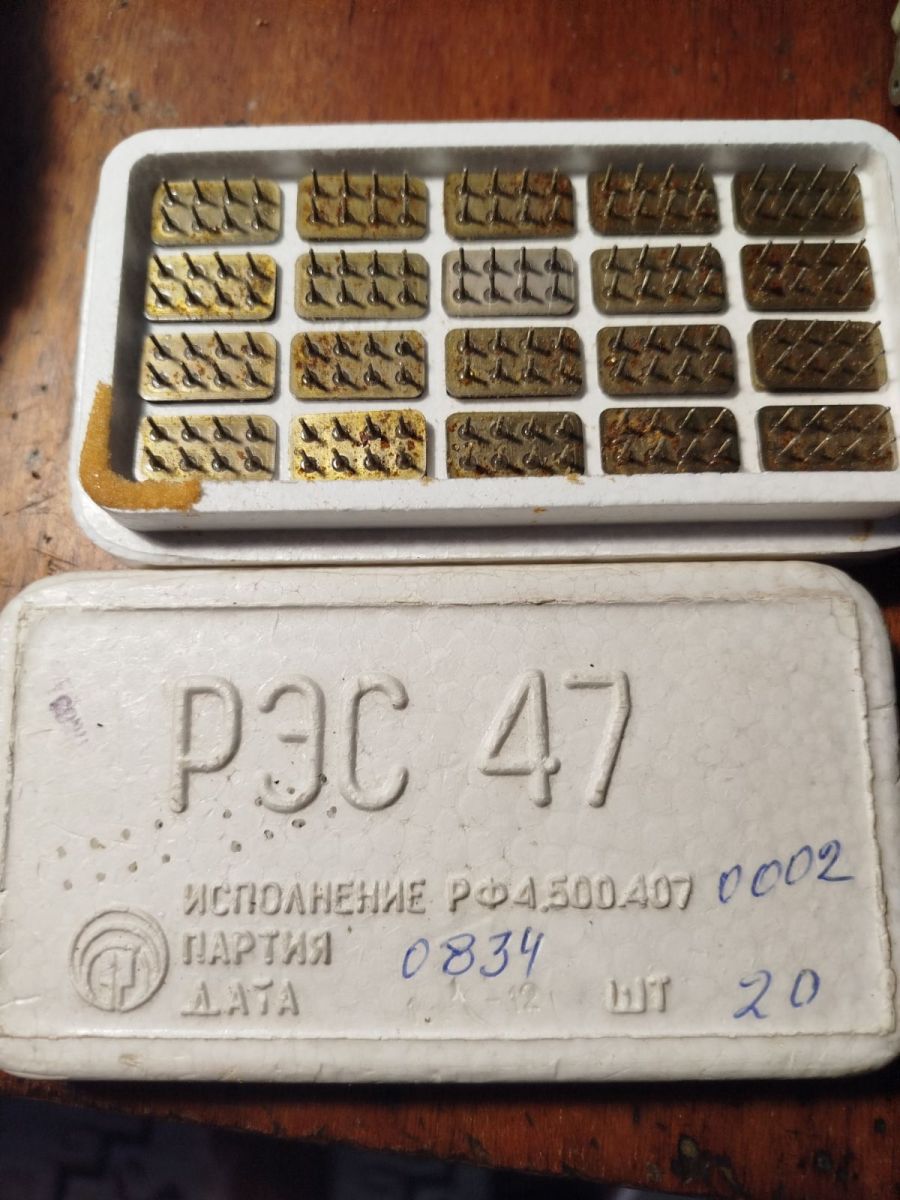 РЭС 47
ИСПОЛНЕНИЕ РФ4.500.407 0002
ПАРТИЯ 0834
ДАТА ШТ 20